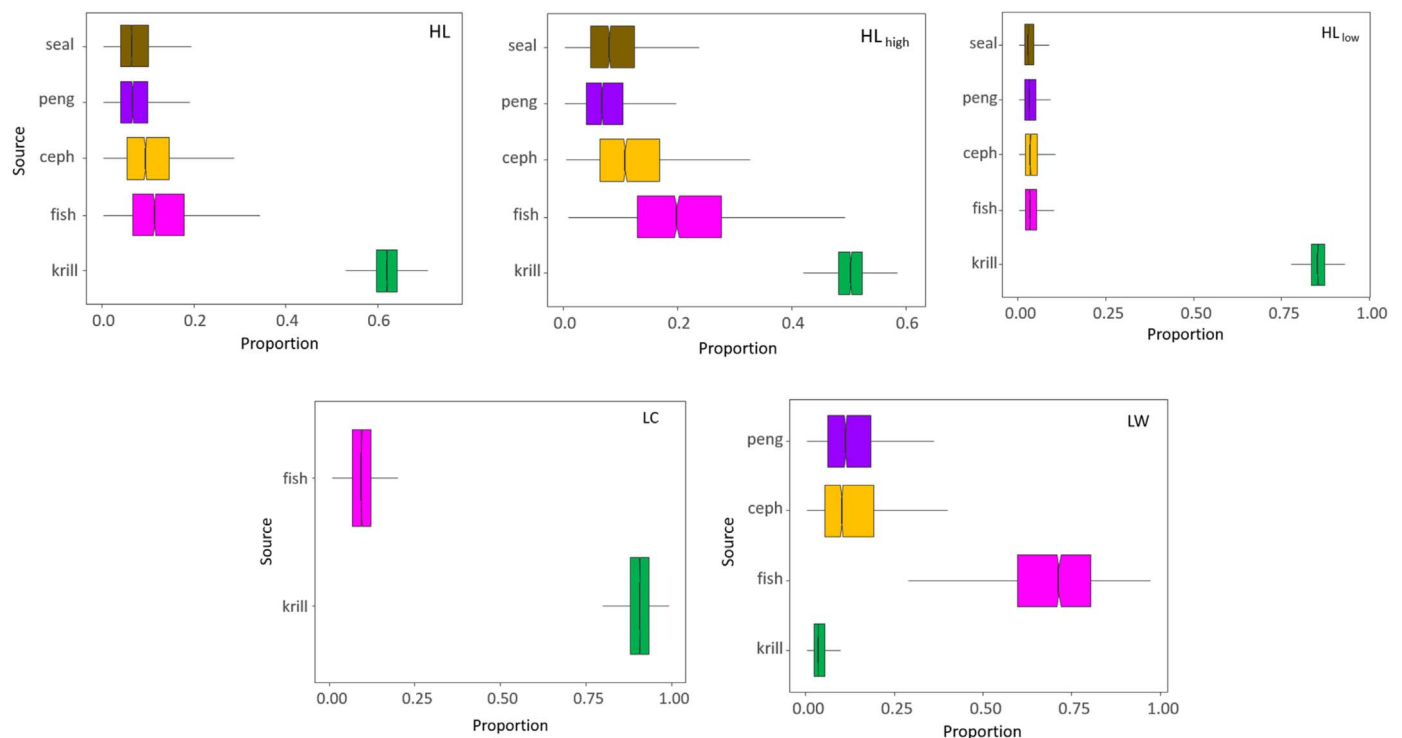 HL
Source
seal
peng
ceph
fish
krill
0.0 0.2 0.4 0.6
Proportion
HL high
seal
peng
ceph
fish
krill
0.0 0.2 0.4 0.6
Proportion
HL low
seal
peng
ceph
fish
krill
0.00 0.25 0.50 0.75 1.00
Proportion
LC
Source
fish
krill
0.00 0.25 0.50 0.75 1.00
Proportion
LW
Source
peng
ceph
fish
krill
0.00 0.25 0.50 0.75 1.00
Proportion